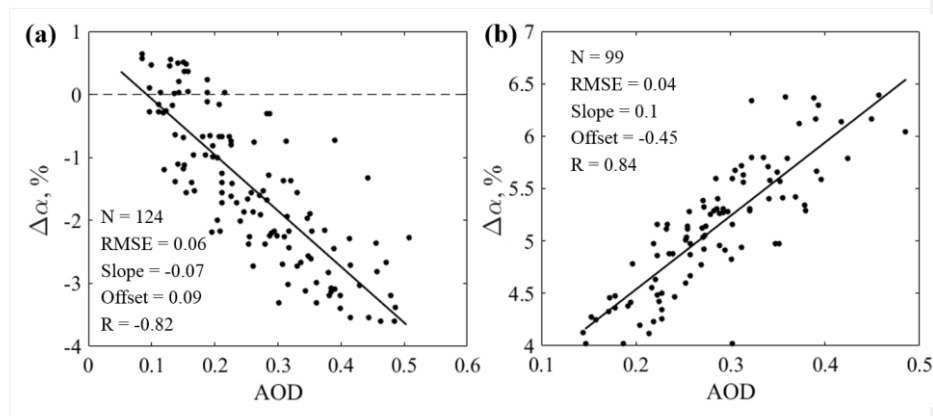 (a)
1
0
-1
-2
-3
-4
Δα, %
N = 124
RMSE = 0.06
Slope = -0.07
Offset = 0.09
R = -0.82
0
0.1
0.2
0.3
0.4
0.5
0.6
AOD
(b)
7
6.5
6
5.5
5
4.5
4
Δα, %
N = 99
RMSE = 0.04
Slope = 0.1
Offset = -0.45
R = 0.84
0.1
0.2
0.3
0.4
0.5
AOD